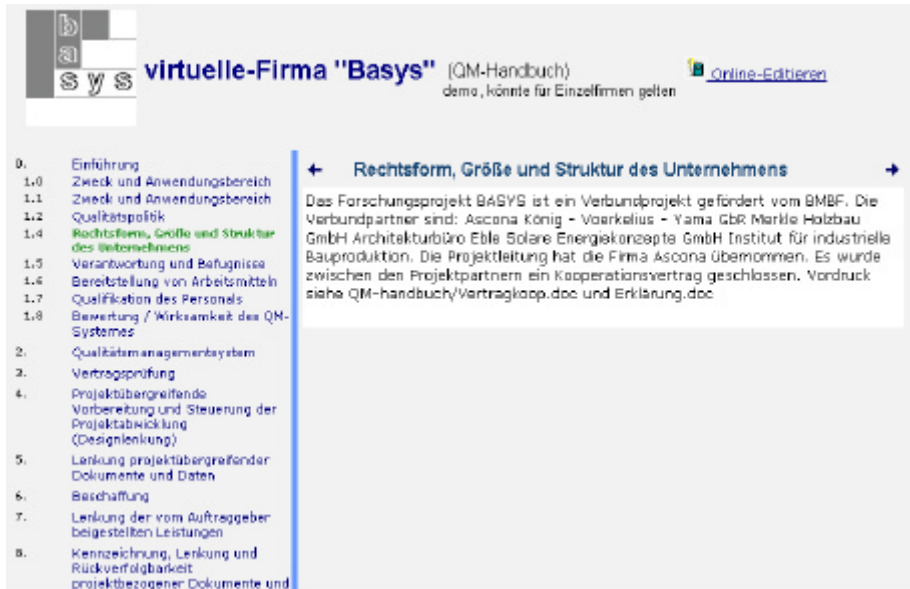 basys
virtuelle-Firma "Basys" (QM-Handbuch)
demo, könnte für Einzelfirmen gelten
Online-Editieren
0. Einführung
1.0 Zweck und Anwendungsbereich
1.1 Zweck und Anwendungsbereich
1.2 Qualitätspolitik
1.4 Rechtsform, Größe und Struktur
des Unternehmens
1.5 Verantwortung und Befugnisse
1.6 Bereitstellung von Arbeitsmitteln
1.7 Qualifikation des Personals
1.8 Bewertung / Wirksamkeit des QM-
Systemes
2. Qualitätsmanagementsystem
3. Vertragsprüfung
4. Projektübergreifende
Vorbereitung und Steuerung der
Projektabwicklung
(Designlenkung)
5. Lenkung projektübergreifender
Dokumente und Daten
6. Beschaffung
7. Lenkung der vom Auftraggeber
beigestellten Leistungen
8. Kennzeichnung, Lenkung und
Rückverfolgbarkeit
projektbezogener Dokumente und
Rechtsform, Größe und Struktur des Unternehmens
Das Forschungsprojekt BASYS ist ein Verbundprojekt gefördert vom BMBF. Die
Verbundpartner sind: Ascona König - Voerkelius - Yama GbR Merkle Holzbau
GmbH Architekturbüro Eble Solare Energiekonzepte GmbH Institut für industrielle
Bauproduktion. Die Projektleitung hat die Firma Ascona übernommen. Es wurde
zwischen den Projektpartnern ein Kooperationsvertrag geschlossen. Vordruck
siehe QM-handbuch/Vertragkoop.doc und Erklärung.doc